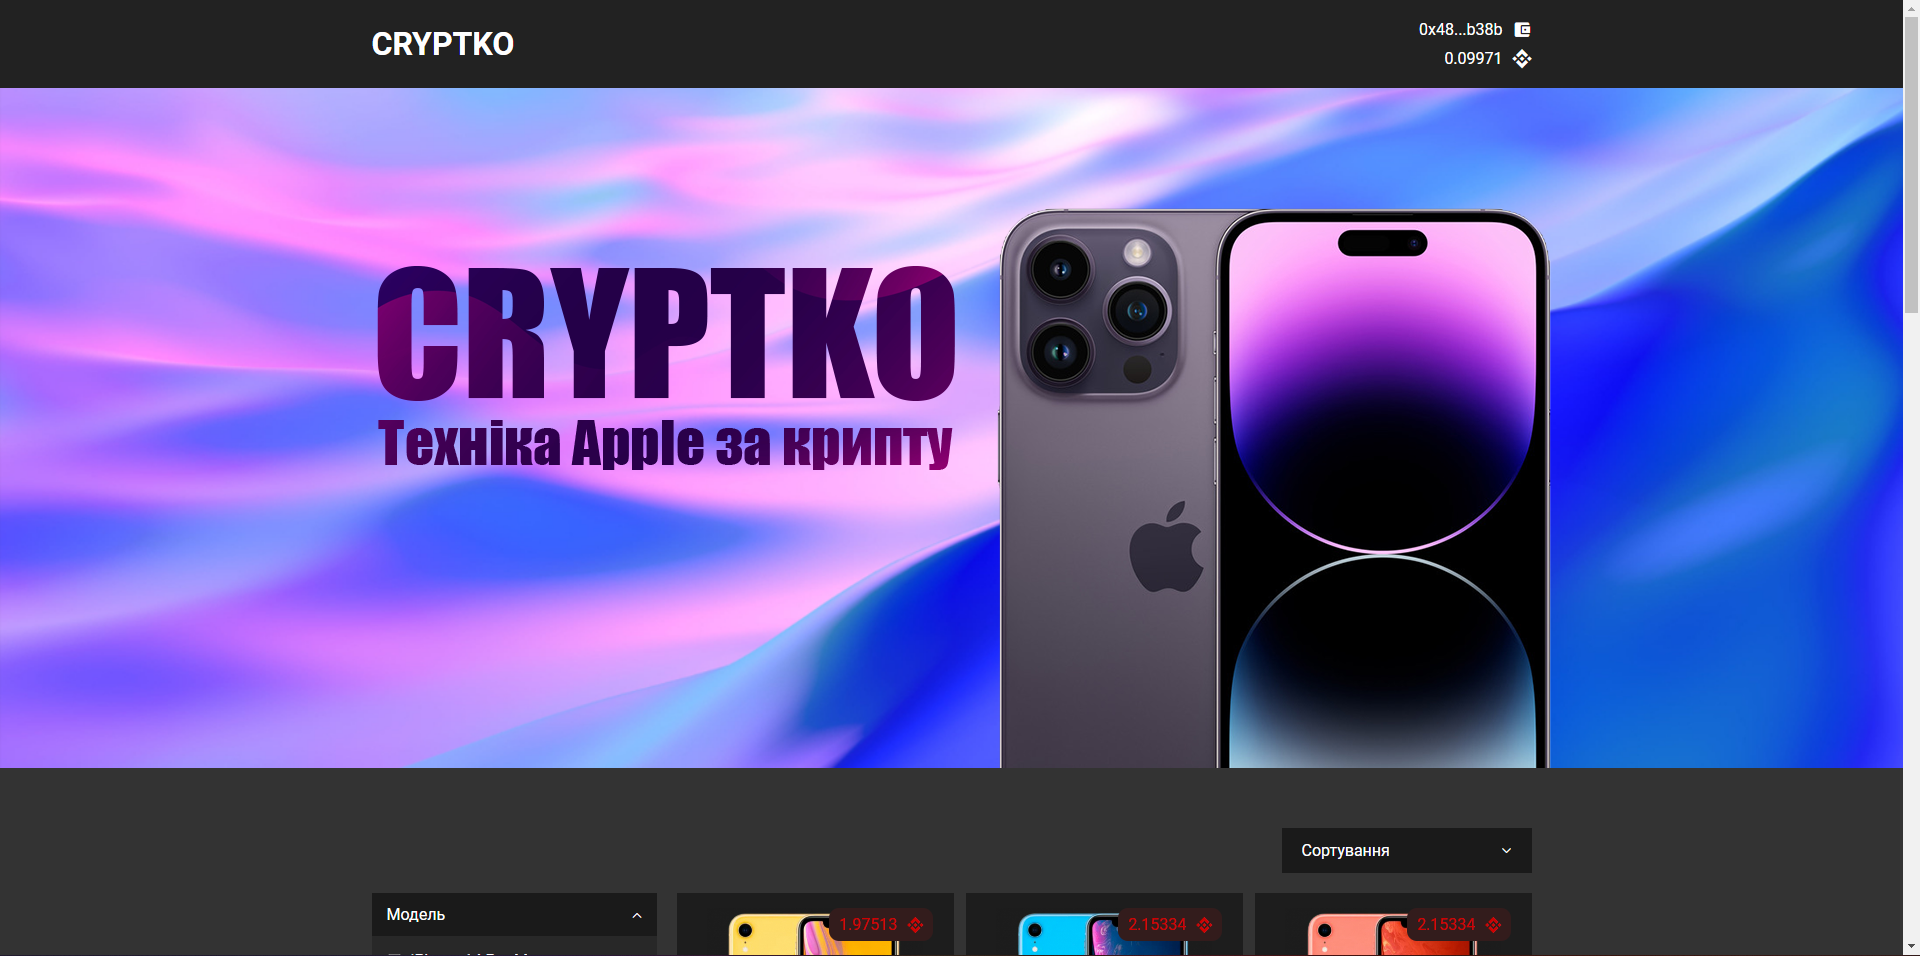 CRYPTKO
0x48...b38b
0.09971
CRYPTKO
Техніка Apple за крипту
Сортування
Модель
1.97513
2.15334
2.15334